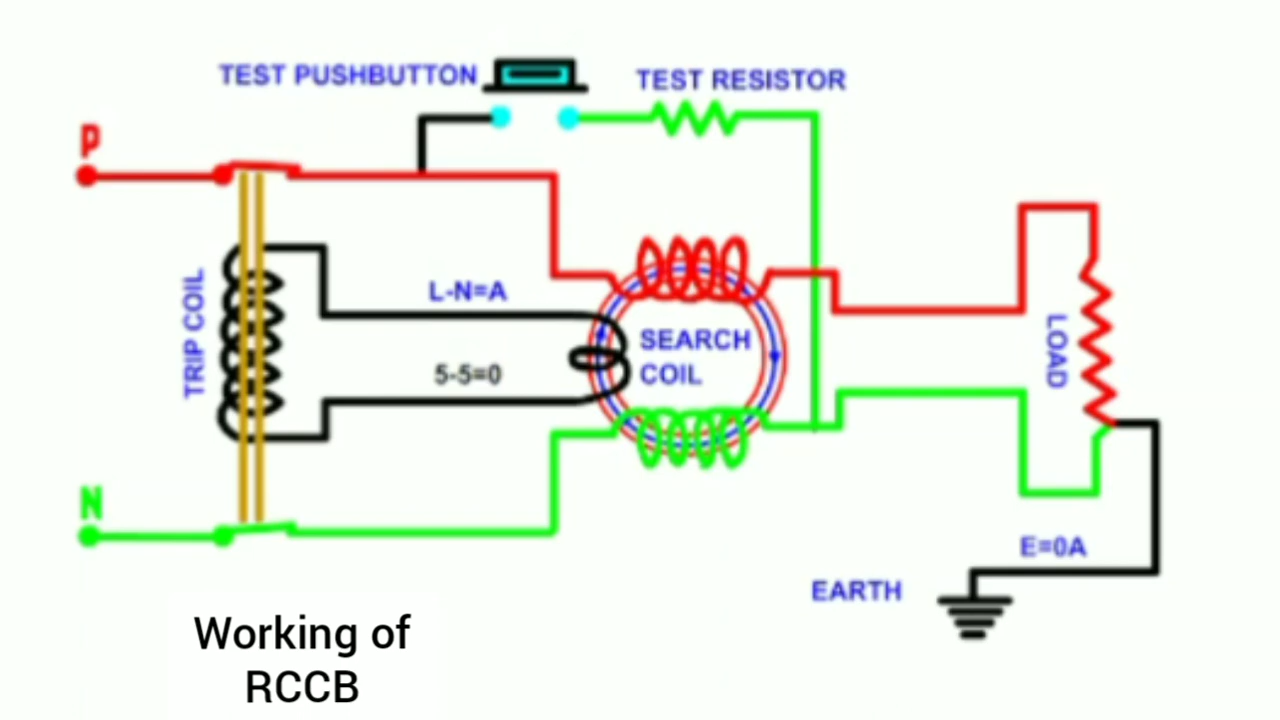 TEST PUSHBUTTON
TEST RESISTOR
P
TRIP COIL
L-N=A
SEARCH
COIL
5-5=0
LOAD
N
E=0A
EARTH
Working of
RCCB